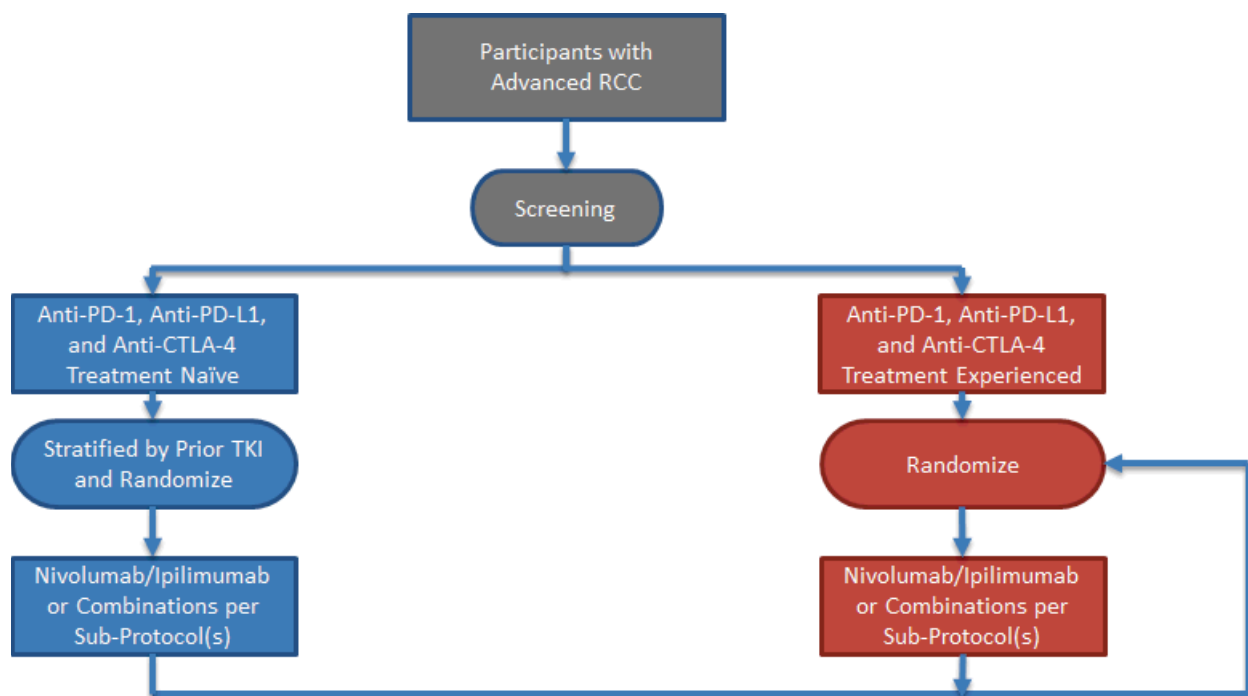 Participants with
Advanced RCC
Screening
Anti-PD-1, Anti-PD-L1,
and Anti-CTLA-4
Treatment Naïve
Anti-PD-1, Anti-PD-L1,
and Anti-CTLA-4
Treatment Experienced
Stratified by Prior TKI
and Randomize
Randomize
Nivolumab/Ipilimumab
or Combinations per
Sub-Protocol(s)
Nivolumab/Ipilimumab
or Combinations per
Sub-Protocol(s)